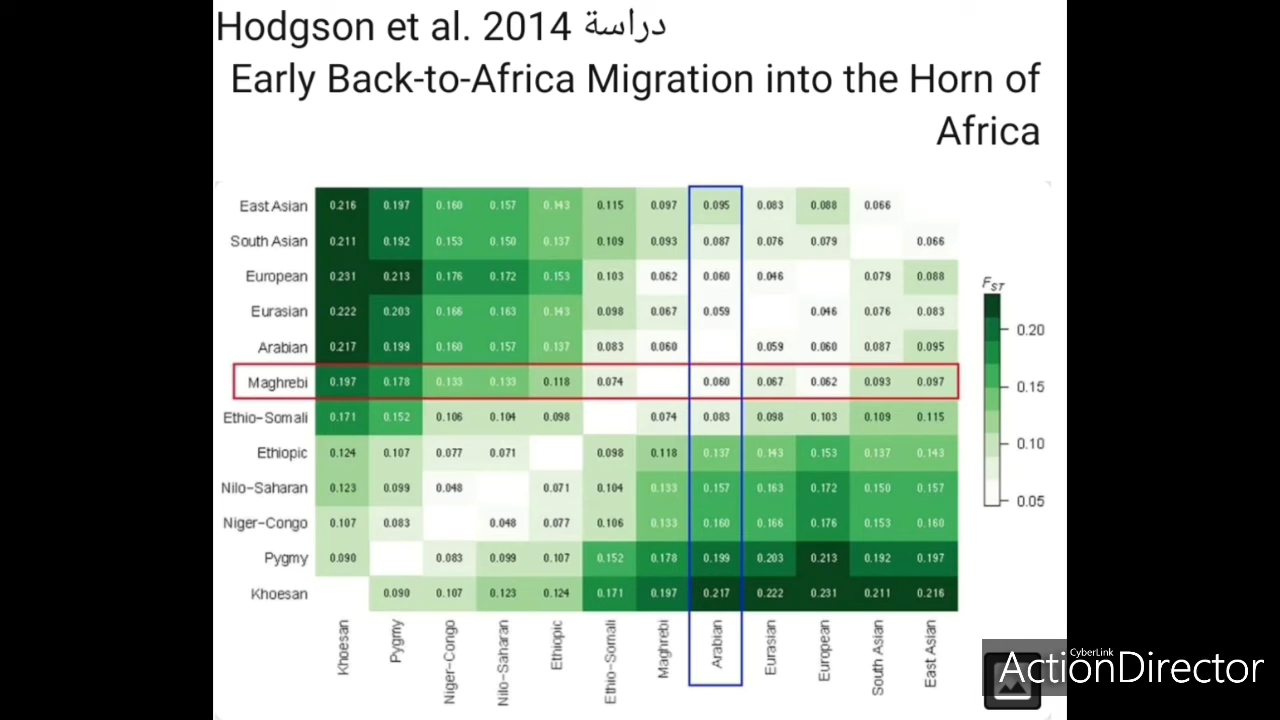 Hodgson et al. 2014 دراسة
Early Back-to-Africa Migration into the Horn of
Africa
East Asian 0.216 0.197 0.160 0.157 0.143 0.115 0.097 0.095 0.083 0.088 0.066
South Asian 0.211 0.192 0.153 0.150 0.137 0.109 0.093 0.087 0.076 0.079 0.066
European 0.231 0.213 0.176 0.172 0.153 0.103 0.062 0.060 0.046 0.079 0.088
Eurasian 0.222 0.203 0.166 0.163 0.143 0.098 0.067 0.059 0.046 0.076 0.083
Arabian 0.217 0.199 0.160 0.157 0.137 0.083 0.060 0.059 0.060 0.087 0.095
Maghrebi 0.197 0.178 0.133 0.133 0.118 0.074 0.060 0.067 0.062 0.093 0.097
Ethio-Somali 0.171 0.152 0.106 0.104 0.098 0.074 0.083 0.098 0.103 0.109 0.115
Ethiopic 0.124 0.107 0.077 0.071 0.098 0.118 0.137 0.143 0.153 0.137 0.143
Nilo-Saharan 0.123 0.099 0.048 0.071 0.104 0.133 0.157 0.163 0.172 0.150 0.157
Niger-Congo 0.107 0.083 0.048 0.077 0.106 0.133 0.160 0.166 0.176 0.153 0.160
Pygmy 0.090 0.083 0.099 0.107 0.152 0.178 0.199 0.203 0.213 0.192 0.197
Khoesan 0.090 0.107 0.123 0.124 0.171 0.197 0.217 0.222 0.231 0.211 0.216
Khoesan Pygmy Niger-Congo Nilo-Saharan Ethiopic Ethio-Somali Maghrebi Arabian Eurasian European South Asian East Asian
FST
0.20
0.15
0.10
0.05
CyberLink
ActionDirector